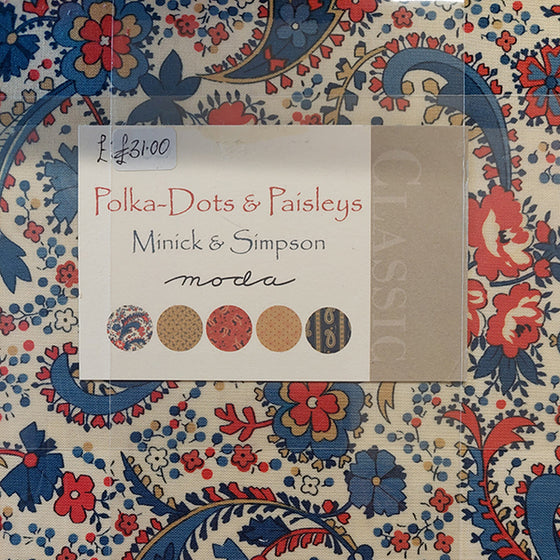 £ £31.00
Polka-Dots & Paisleys
Minick & Simpson
moda
CLASSIC